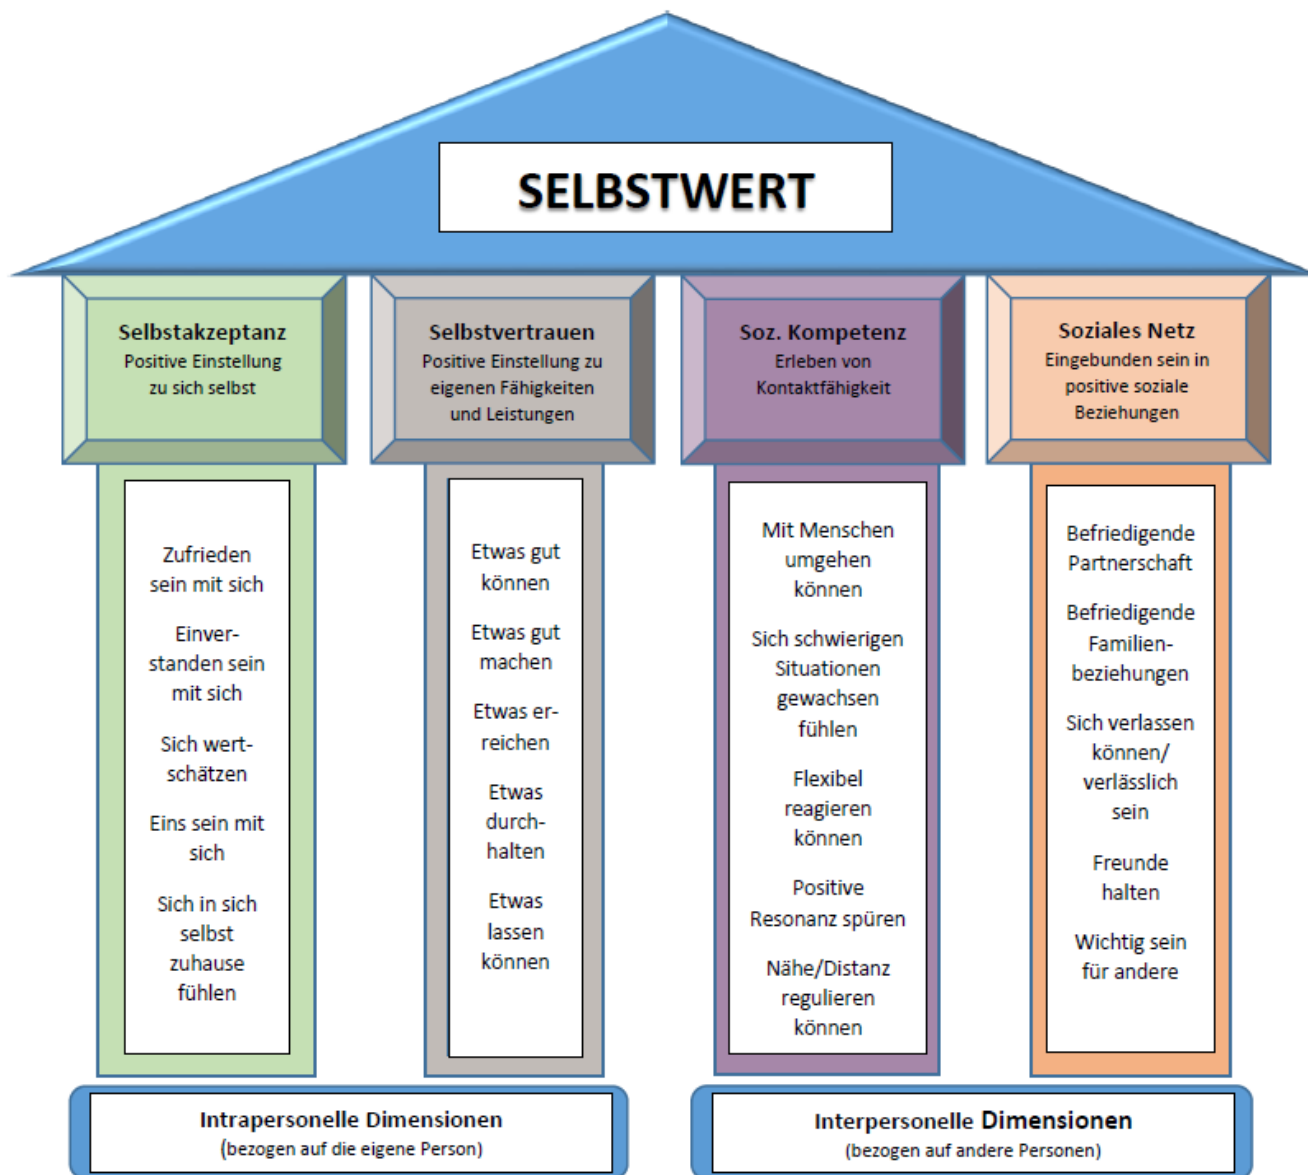 SELBSTWERT
Selbstakzeptanz
Positive Einstellung
zu sich selbst
Selbstvertrauen
Positive Einstellung zu
eigenen Fähigkeiten
und Leistungen
Soz. Kompetenz
Erleben von
Kontaktfähigkeit
Soziales Netz
Eingebunden sein in
positive soziale
Beziehungen
Zufrieden
sein mit sich
Einver-
standen sein
mit sich
Sich wert-
schätzen
Eins sein mit
sich
Sich in sich
selbst
zuhause
fühlen
Etwas gut
können
Etwas gut
machen
Etwas er-
reichen
Etwas
durch-
halten
Etwas
lassen
können
Mit Menschen
umgehen
können
Sich schwierigen
Situationen
gewachsen
fühlen
Flexibel
reagieren
können
Positive
Resonanz spüren
Nähe/Distanz
regulieren
können
Befriedigende
Partnerschaft
Befriedigende
Familien-
beziehungen
Sich verlassen
können/
verlässlich
sein
Freunde
halten
Wichtig sein
für andere
Intrapersonelle Dimensionen
(bezogen auf die eigene Person)
Interpersonelle Dimensionen
(bezogen auf andere Personen)